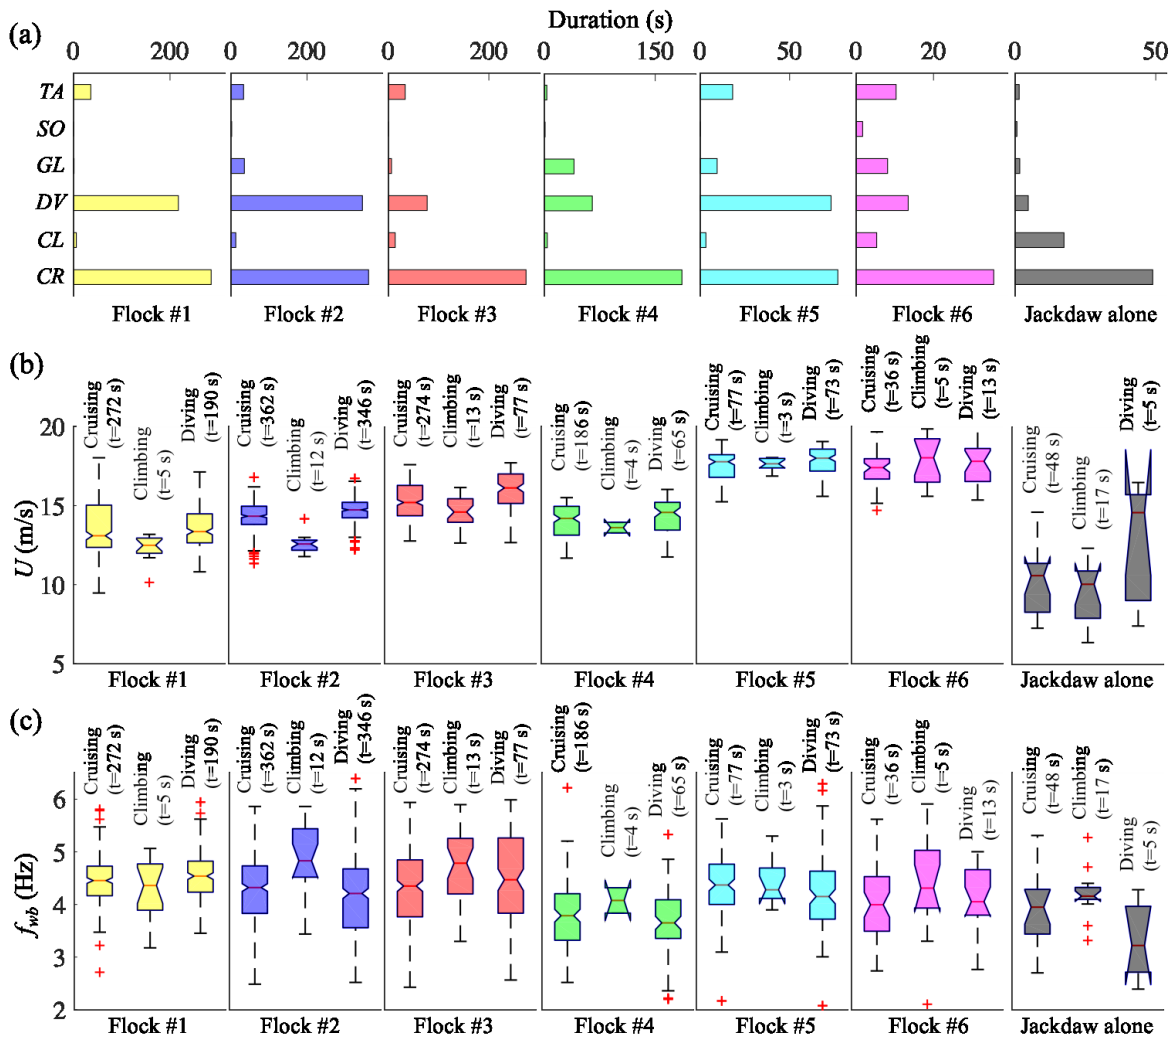 Duration (s)
(a)
0 200 0 200 0 200 0 150 0 50 0 20 0 50
TA
SO
GL
DV
CL
CR
Flock #1 Flock #2 Flock #3 Flock #4 Flock #5 Flock #6 Jackdaw alone
(b)
Cruising (t=272 s)
Climbing (t=5 s)
Diving (t=190 s)
Cruising (t=362 s)
Climbing (t=12 s)
Diving (t=346 s)
Cruising (t=274 s)
Climbing (t=13 s)
Diving (t=77 s)
Cruising (t=186 s)
Climbing (t=4 s)
Diving (t=65 s)
Cruising (t=77 s)
Climbing (t=3 s)
Diving (t=73 s)
Cruising (t=36 s)
Climbing (t=5 s)
Diving (t=13 s)
Cruising (t=48 s)
Climbing (t=17 s)
Diving (t=5 s)
U (m/s)
20
15
10
5
Flock #1 Flock #2 Flock #3 Flock #4 Flock #5 Flock #6 Jackdaw alone
(c)
Cruising (t=272 s)
Climbing (t=5 s)
Diving (t=190 s)
Cruising (t=362 s)
Climbing (t=12 s)
Diving (t=346 s)
Cruising (t=274 s)
Climbing (t=13 s)
Diving (t=77 s)
Cruising (t=186 s)
Climbing (t=4 s)
Diving (t=65 s)
Cruising (t=77 s)
Climbing (t=3 s)
Diving (t=73 s)
Cruising (t=36 s)
Climbing (t=5 s)
Diving (t=13 s)
Cruising (t=48 s)
Climbing (t=17 s)
Diving (t=5 s)
fwb (Hz)
6
5
4
3
2
Flock #1 Flock #2 Flock #3 Flock #4 Flock #5 Flock #6 Jackdaw alone